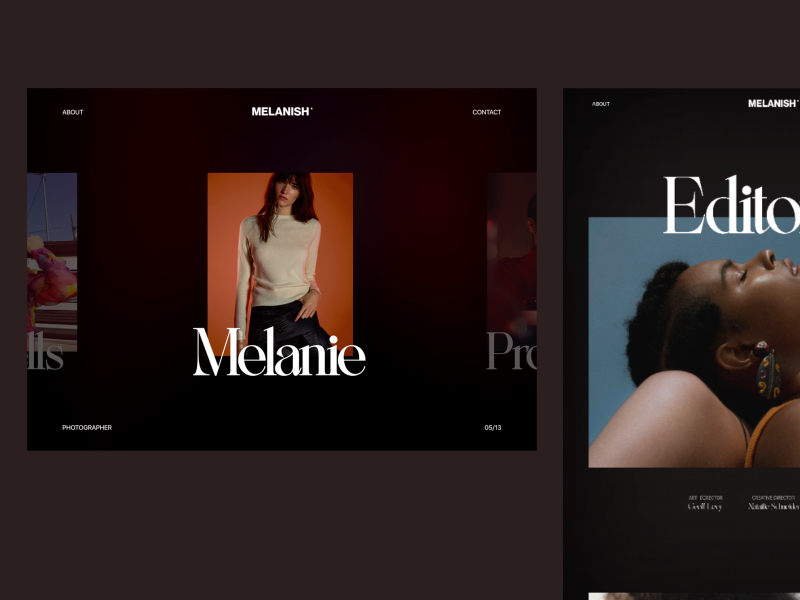 ABOUT
MELANISH*
CONTACT
lls
Melanie
Pro
PHOTOGRAPHER
05/13
ABOUT
MELANISH*
Edito
ART DIRECTOR
Geoff Levy
CREATIVE DIRECTOR
Natalie Schneider